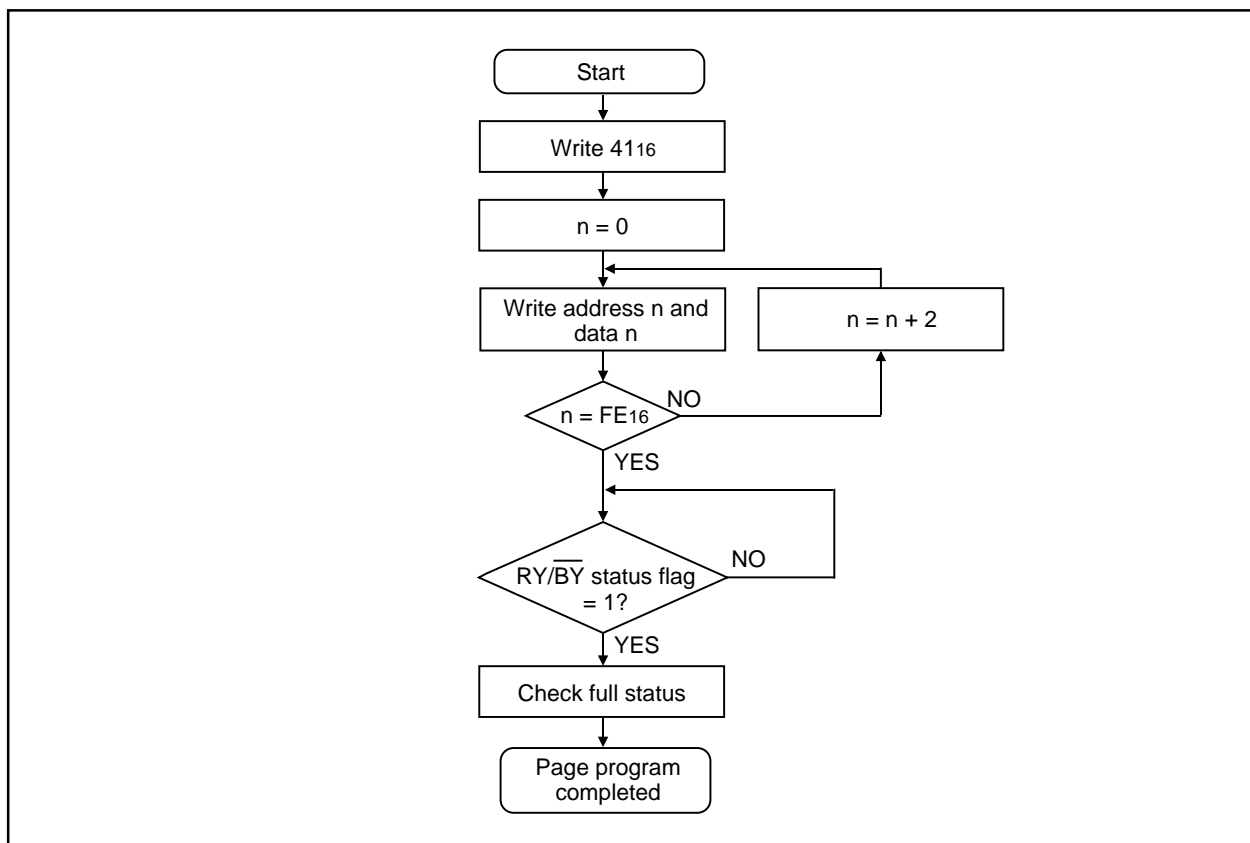 Start
Write 4116
n = 0
Write address n and
data n
n = n + 2
n = FE16
NO
YES
RY/B̅Y̅ status flag
= 1?
NO
YES
Check full status
Page program
completed